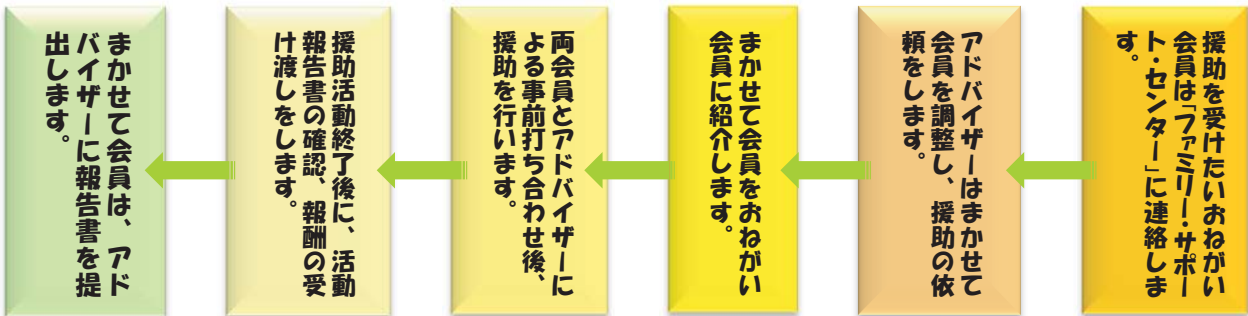 援助を受けたいおねがい
会員は「ファミリー・サポー
ト・センター」に連絡しま
す。
アドバイザーはまかせて
会員を調整し、援助の依
頼をします。
まかせて会員をおねがい
会員に紹介します。
両会員とアドバイザーに
よる事前打ち合わせ後、
援助を行います。
援助活動終了後に、活動
報告書の確認、報酬の受
け渡しをします。
まかせて会員は、アド
バイザーに報告書を提
出します。